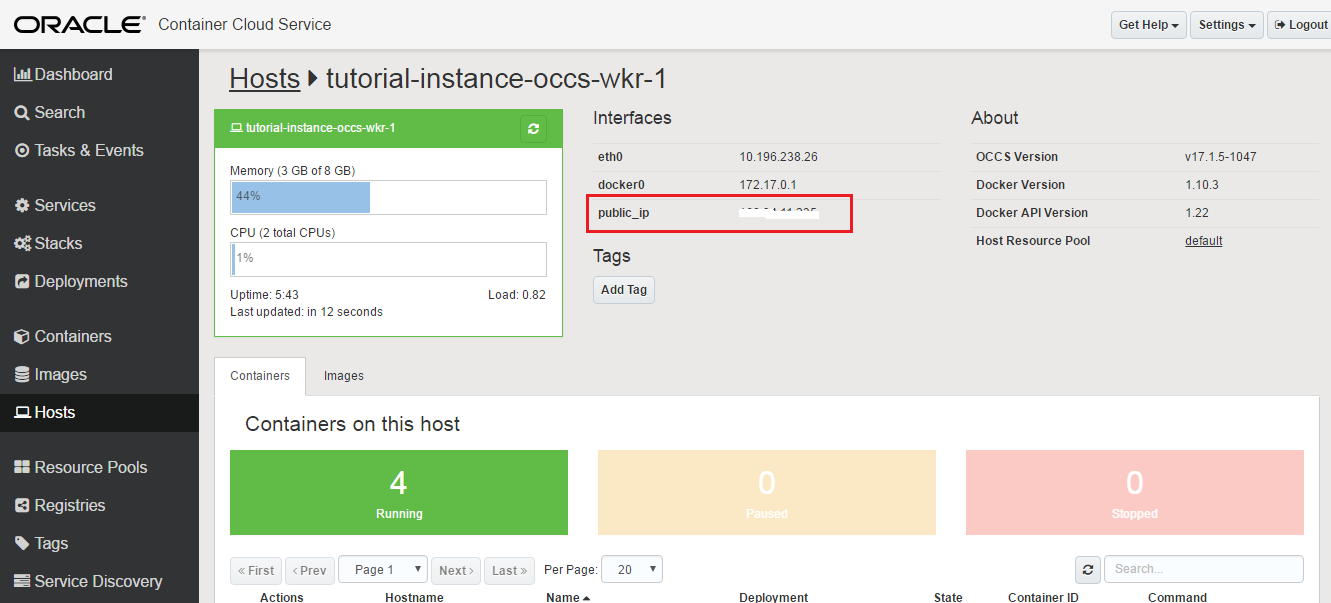 ORACLE® Container Cloud Service
Get Help
Settings
Logout
Dashboard
Search
Tasks & Events
Services
Stacks
Deployments
Containers
Images
Hosts
Resource Pools
Registries
Tags
Service Discovery
Hosts tutorial-instance-occs-wkr-1
tutorial-instance-occs-wkr-1
Memory (3 GB of 8 GB)
44%
CPU (2 total CPUs)
1%
Uptime: 5:43 Load: 0.82
Last updated: in 12 seconds
Interfaces
eth0 10.196.238.26
docker0 172.17.0.1
public_ip
Tags
Add Tag
About
OCCS Version v17.1.5-1047
Docker Version 1.10.3
Docker API Version 1.22
Host Resource Pool default
Containers Images
Containers on this host
4
Running
0
Paused
0
Stopped
« First ‹ Prev Page 1 Next › Last » Per Page: 20 Search...
Actions Hostname Name Deployment State Container ID Command